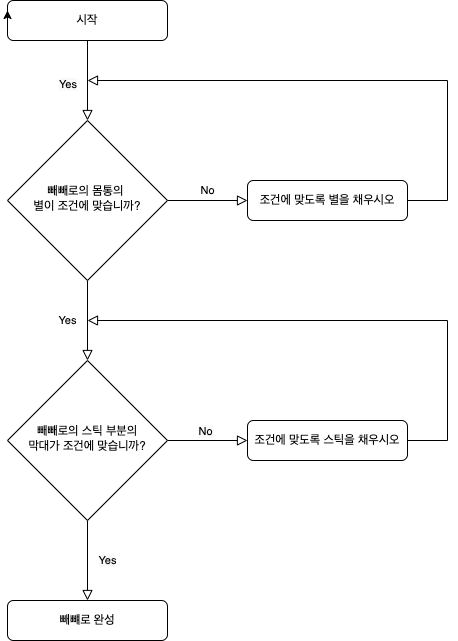 시작
Yes
빼빼로의 몸통의
별이 조건에 맞습니까?
No
조건에 맞도록 별을 채우시오
Yes
빼빼로의 스틱 부분의
막대가 조건에 맞습니까?
No
조건에 맞도록 스틱을 채우시오
Yes
빼빼로 완성